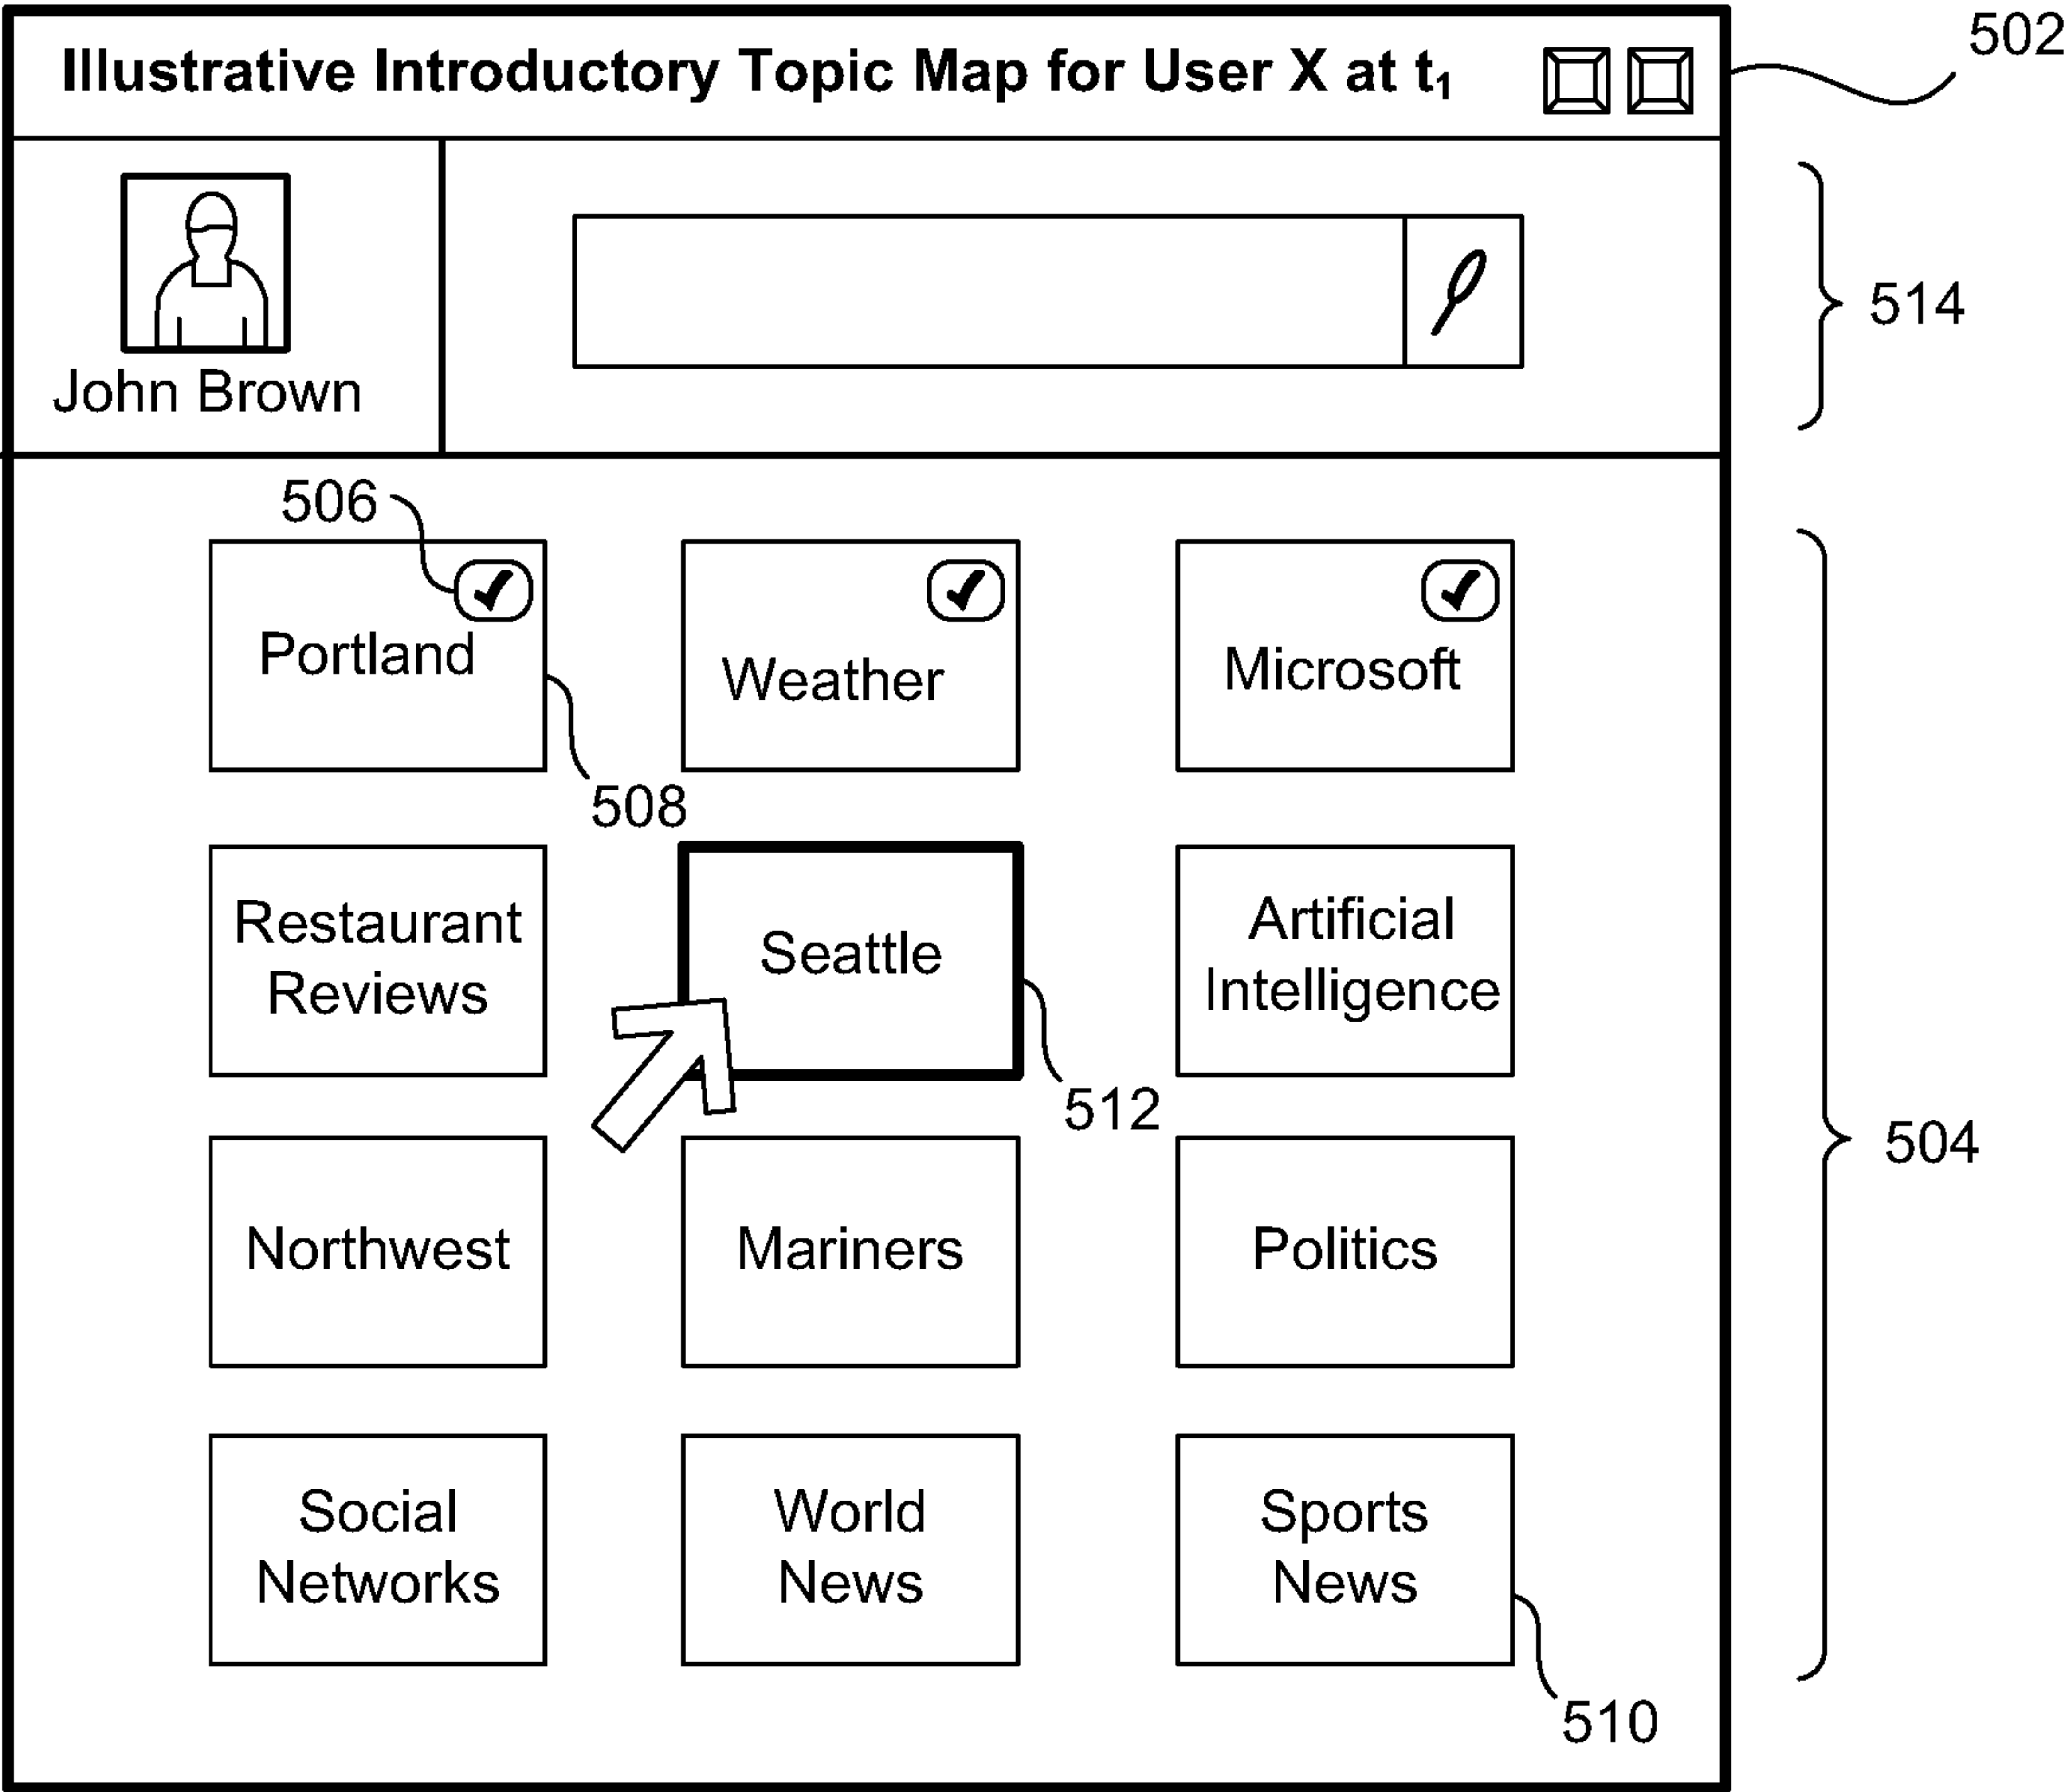 Illustrative Introductory Topic Map for User X at t₁
502
John Brown
514
506
Portland
Weather
Microsoft
508
Restaurant
Reviews
Seattle
Artificial
Intelligence
512
504
Northwest
Mariners
Politics
Social
Networks
World
News
Sports
News
510